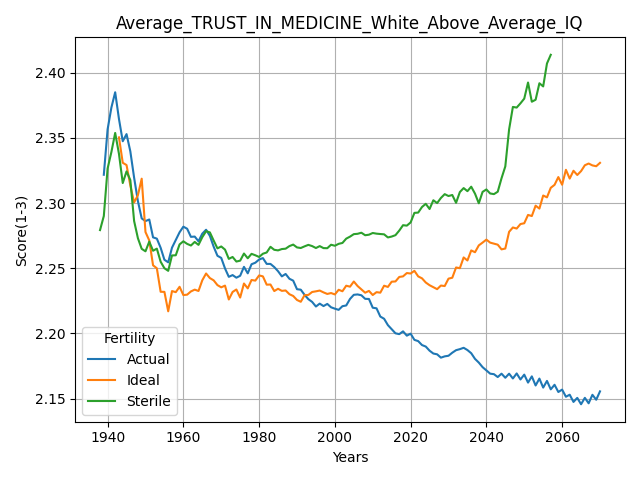 Average_TRUST_IN_MEDICINE_White_Above_Average_IQ
2.40
2.35
2.30
2.25
2.20
2.15
Score(1-3)
Fertility
Actual
Ideal
Sterile
1940 1960 1980 2000 2020 2040 2060
Years